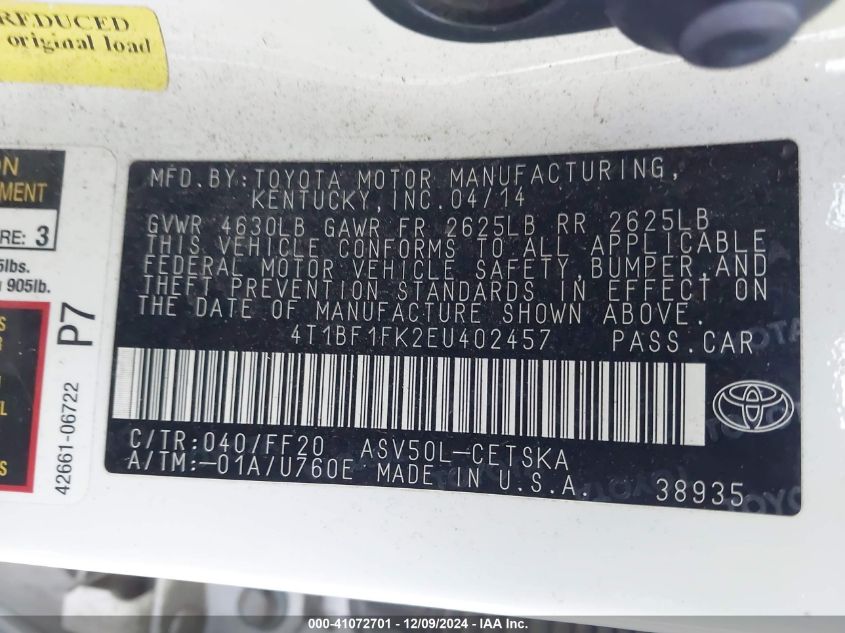 REDUCED
original load
ON
MENT
RE: 3
5lbs.
905lb.
P7
42661-06722
MFD.BY:TOYOTA MOTOR MANUFACTURING,
KENTUCKY,INC.04/14
GVWR 4630LB GAWR FR 2625LB RR 2625LB
THIS VEHICLE CONFORMS TO ALL APPLICABLE
FEDERAL MOTOR VEHICLE SAFETY,BUMPER,AND
THEFT PREVENTION STANDARDS IN EFFECT ON
THE DATE OF MANUFACTURE SHOWN ABOVE.
4T1BF1FK2EU402457 PASS.CAR
C/TR:040/FF20 ASV50L-CETSKA
A/TM:-01A/U760E MADE IN U.S.A.
38935
000-41072701 - 12/09/2024 - IAA Inc.